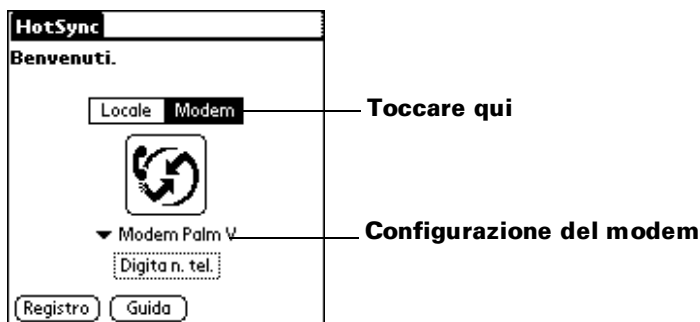 HotSync
Benvenuti.
Locale Modem
Toccare qui
Modem Palm V
Configurazione del modem
Digita n. tel.
Registro Guida